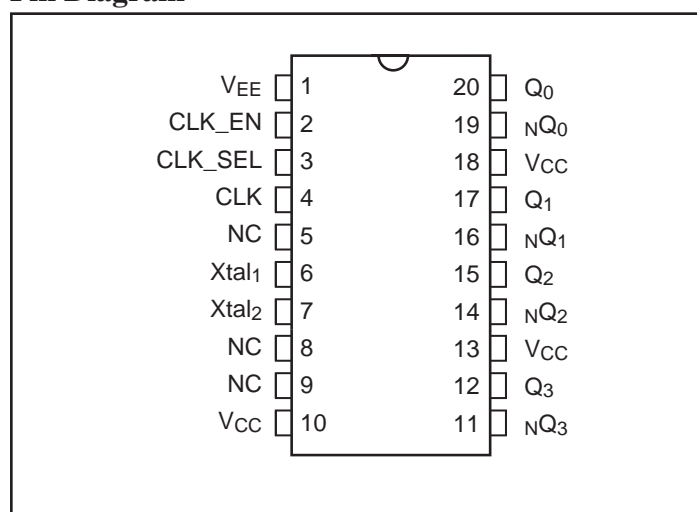 VEE 1 20 Q0
CLK_EN 2 19 NQ0
CLK_SEL 3 18 VCC
CLK 4 17 Q1
NC 5 16 NQ1
Xtal1 6 15 Q2
Xtal2 7 14 NQ2
NC 8 13 VCC
NC 9 12 Q3
VCC 10 11 NQ3